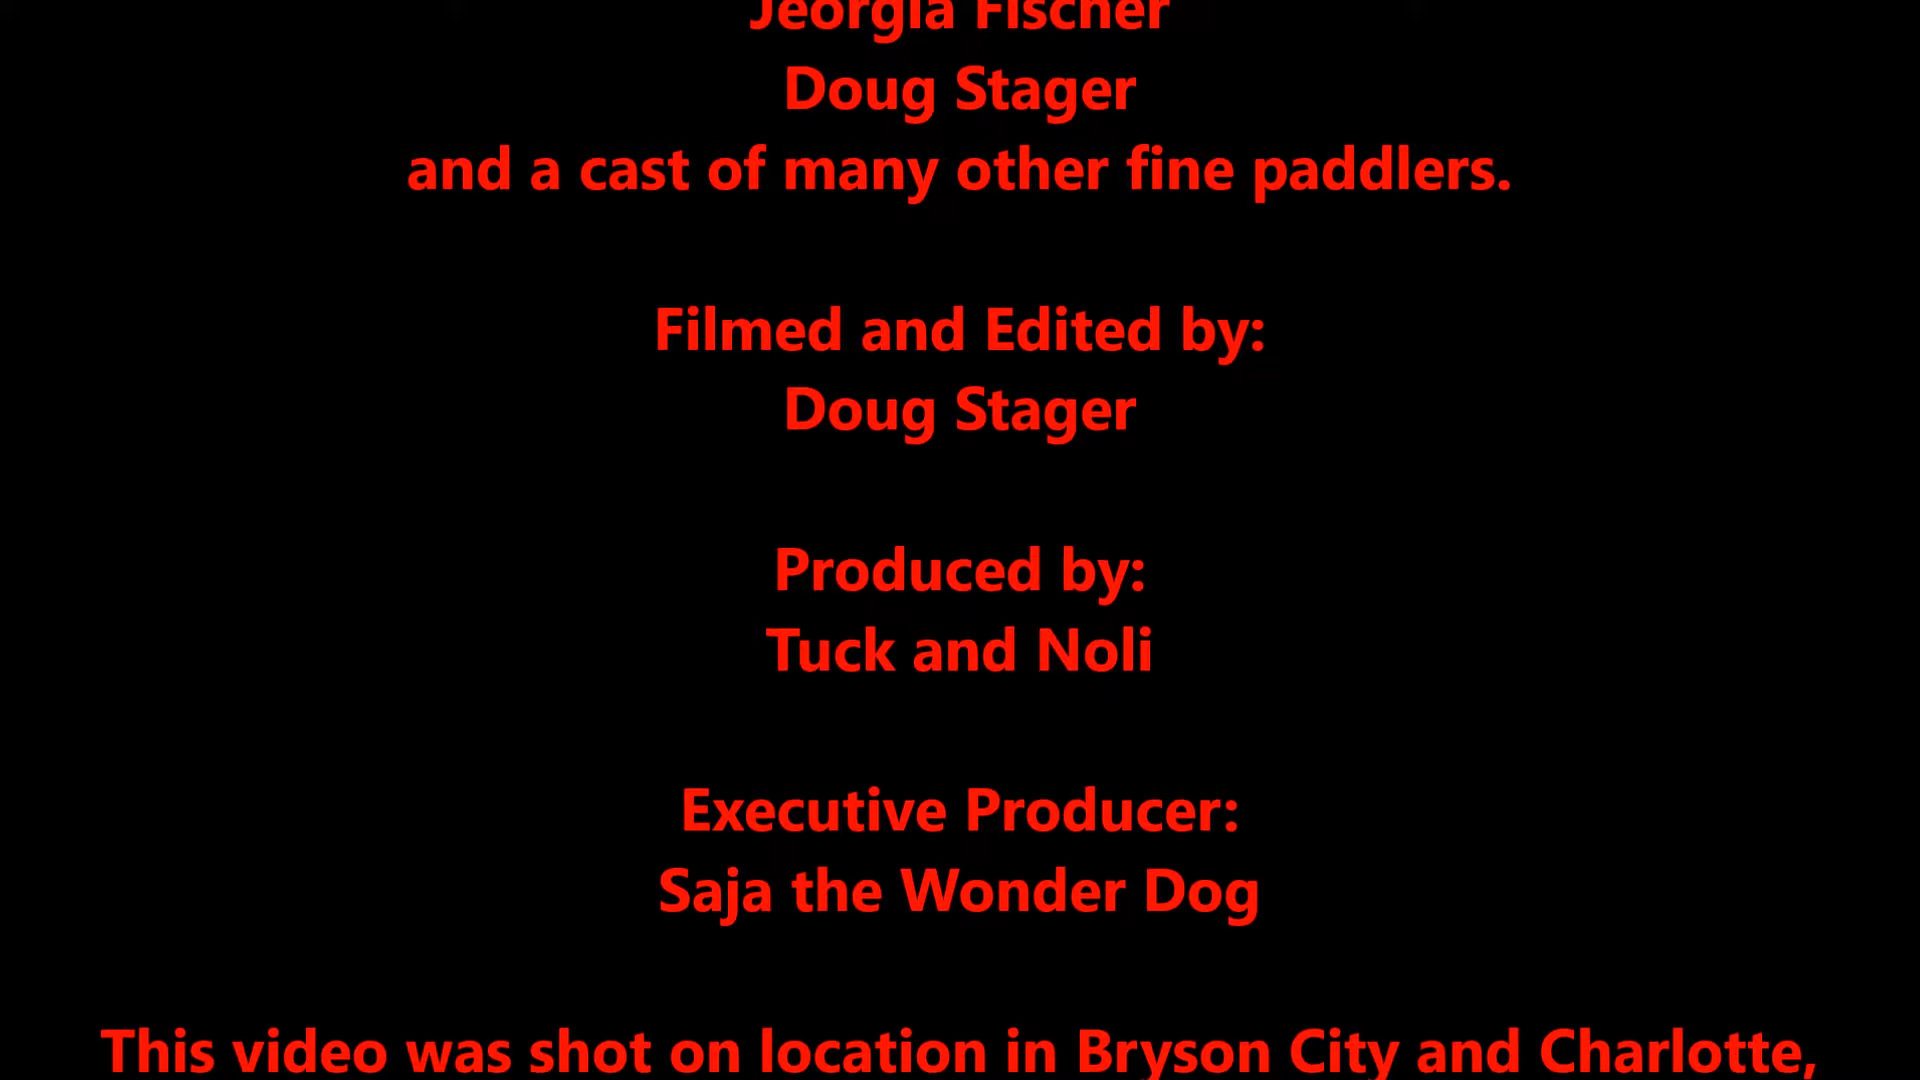 Jeorgia Fischer
Doug Stager
and a cast of many other fine paddlers.
Filmed and Edited by:
Doug Stager
Produced by:
Tuck and Noli
Executive Producer:
Saja the Wonder Dog
This video was shot on location in Bryson City and Charlotte,